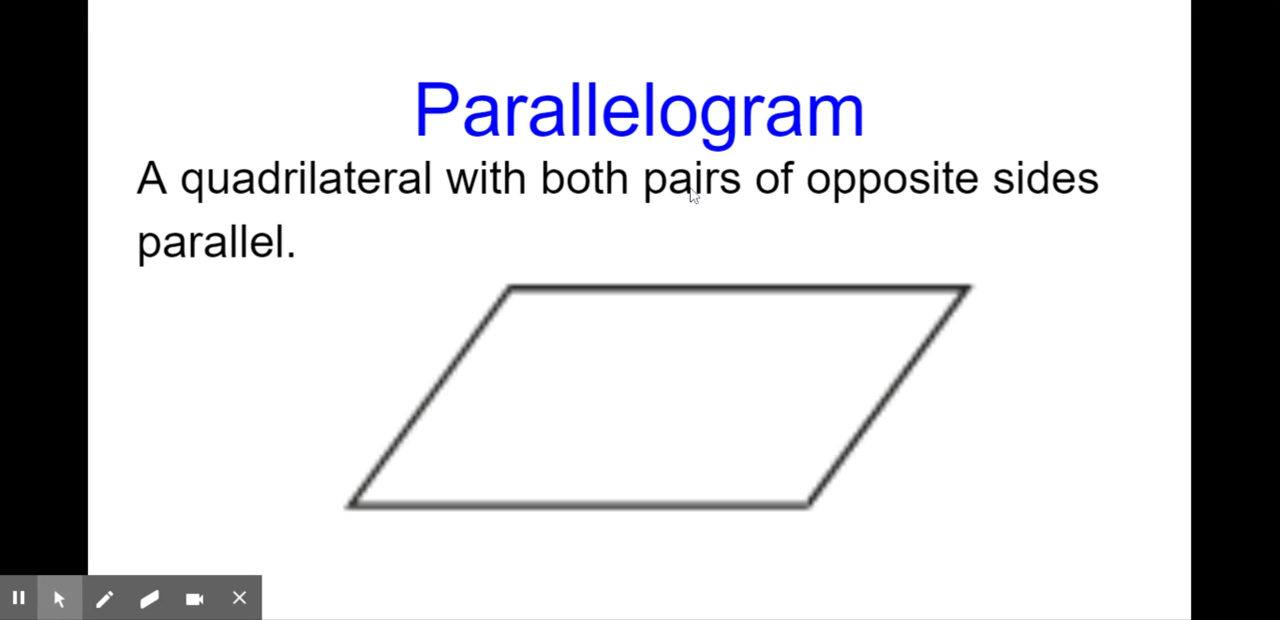 Parallelogram
A quadrilateral with both pairs of opposite sides
parallel.